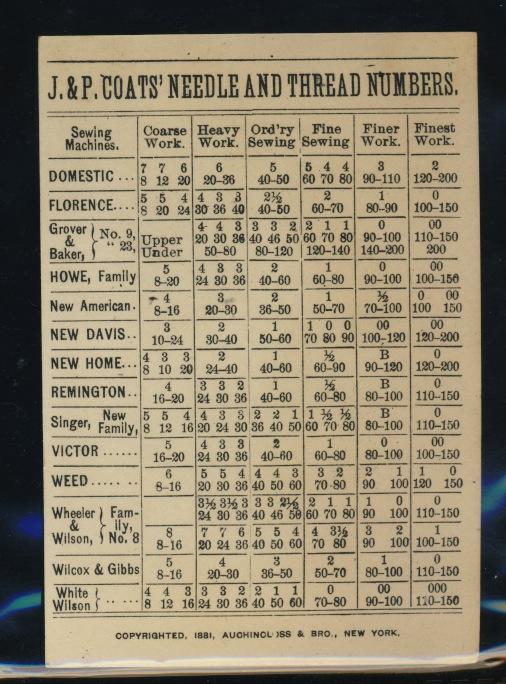 J. & P. COATS' NEEDLE AND THREAD NUMBERS.
Sewing Machines. Coarse Work. Heavy Work. Ord'ry Sewing Fine Sewing Finer Work. Finest Work.
DOMESTIC ... 7 7 6 6 5 5 4 4 3 2
8 12 20 20-36 40-50 60 70 80 90-110 120-200
FLORENCE.... 5 5 4 4 3 3 2½ 2 1 0
8 20 24 30 36 40 40-50 60-70 80-90 100-150
Grover & Baker, No. 9, 4 4 3 3 3 2 2 1 1 0 00
" 23, Upper 20 30 36 40 46 50 60 70 80 90-100 110-150
Under 50-80 80-120 120-140 140-200 200
HOWE, Family 5 4 3 3 2 1 0 00
8-20 24 30 36 40-60 60-80 90-100 100-150
New American. 4 3 2 1 ½ 0 00
8-16 20-30 36-50 50-70 70-100 100 150
NEW DAVIS.. 3 2 1 1 0 0 00 00
10-24 30-40 50-60 70 80 90 100-120 120-200
NEW HOME.. 4 3 3 2 1 ½ B 0
8 10 20 24-40 40-60 60-90 90-120 120-200
REMINGTON.. 4 3 3 2 1 ½ B 0
16-20 24 30 36 40-60 60-80 80-100 110-150
Singer, New Family, 5 5 4 4 3 3 2 2 1 1 ½ ½ B 0
8 12 16 20 24 30 36 40 50 60 70 80 80-100 110-150
VICTOR ...... 5 4 3 3 2 1 0 00
16-20 24 30 36 40-60 60-80 80-100 100-150
WEED..... .. 6 5 5 4 4 4 3 3 2 2 1 1 0
8-16 20 30 36 40 50 60 70 80 90 100 120 150
Wheeler & Wilson, Family, No. 8 3½ 3½ 3 3 3 2½ 2 1 1 1 0 0
24 30 36 40 46 50 60 70 80 90 100 110-150
8 7 7 6 5 5 4 4 3½ 3 2 1
8-16 20 24 36 40 50 60 70 80 90 100 100-150
Wilcox & Gibbs 5 4 3 2 1 0
8-16 20-30 36-50 50-70 80-100 110-150
White 4 4 3 3 3 2 2 1 1 0 00 000
Wilson .. ... 8 12 16 24 30 36 40 50 60 70-80 90-100 110-150
COPYRIGHTED, 1881, AUCHINCLOSS & BRO., NEW YORK.